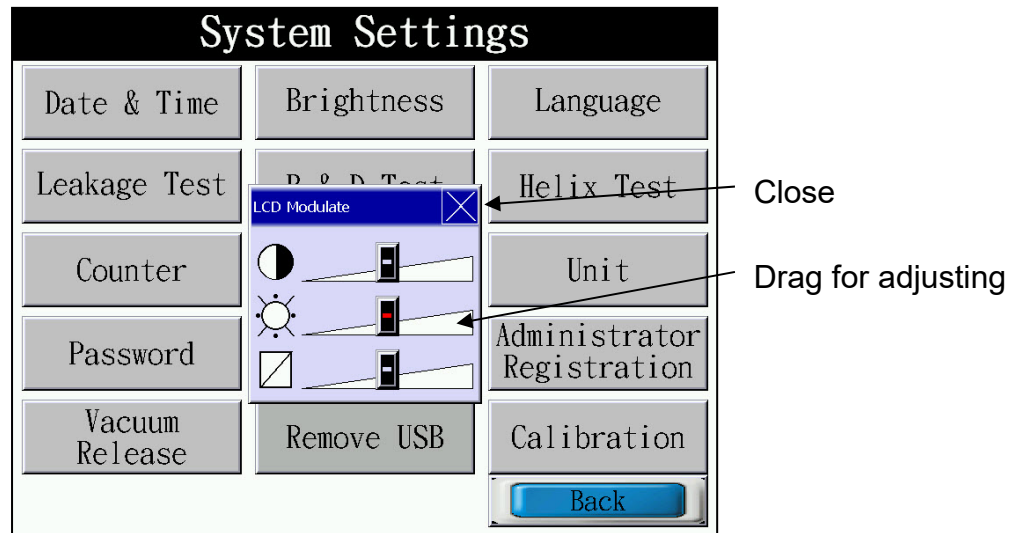 System Settings
Date & Time
Brightness
Language
Leakage Test
B & D Test
Helix Test
Close
LCD Modulate
Counter
Unit
Drag for adjusting
Password
Administrator
Registration
Vacuum
Release
Remove USB
Calibration
Back